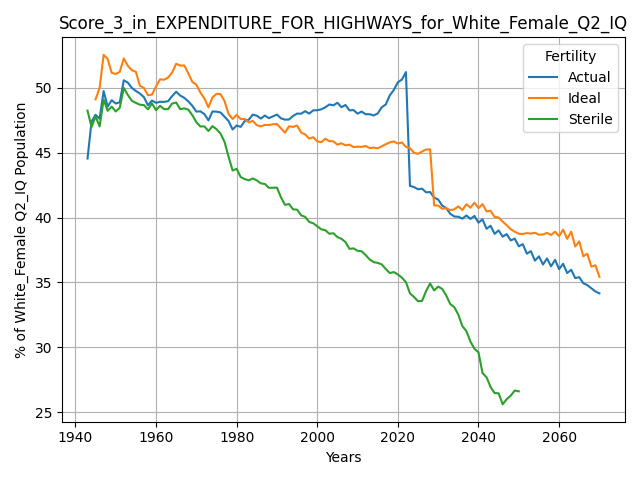 Score_3_in_EXPENDITURE_FOR_HIGHWAYS_for_White_Female_Q2_IQ
Fertility
Actual
Ideal
Sterile
% of White_Female Q2_IQ Population
50
45
40
35
30
25
1940
1960
1980
2000
2020
2040
2060
Years